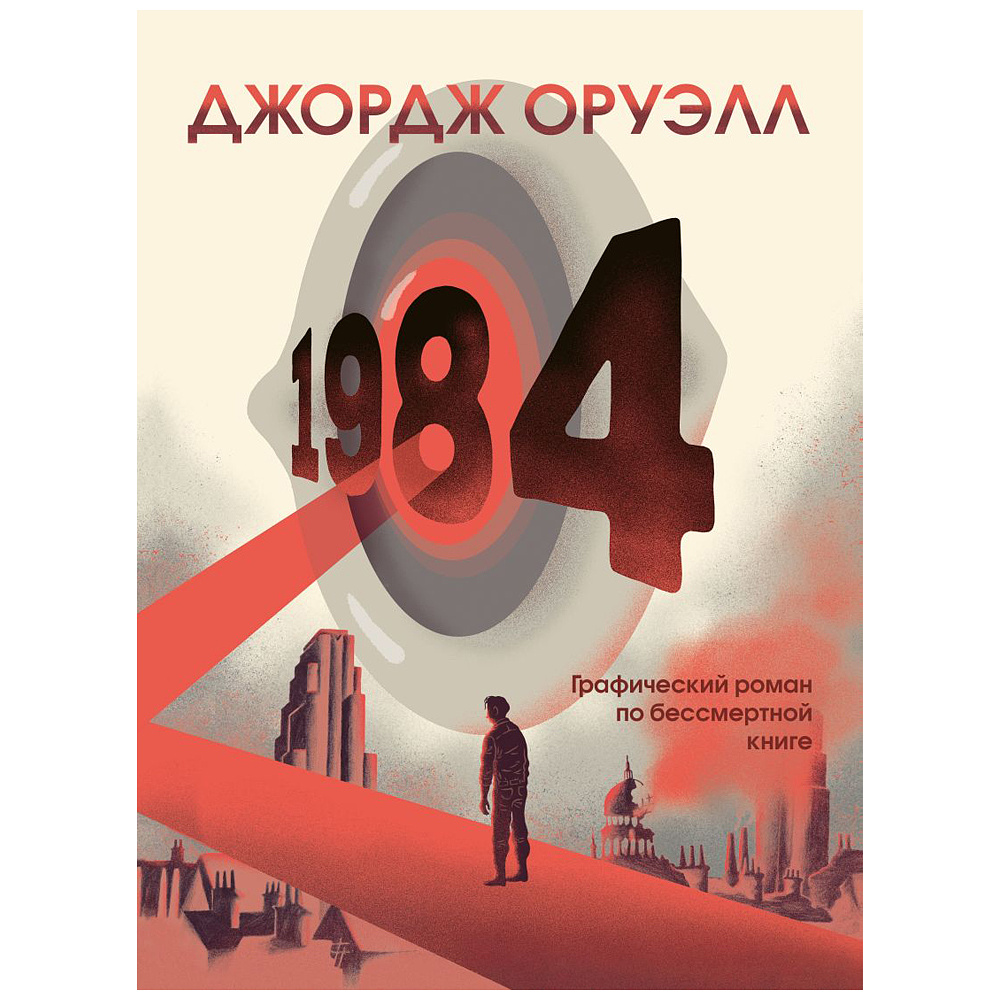 ДЖОРДЖ ОРУЭЛЛ
1984
Графический роман
по бессмертной
книге